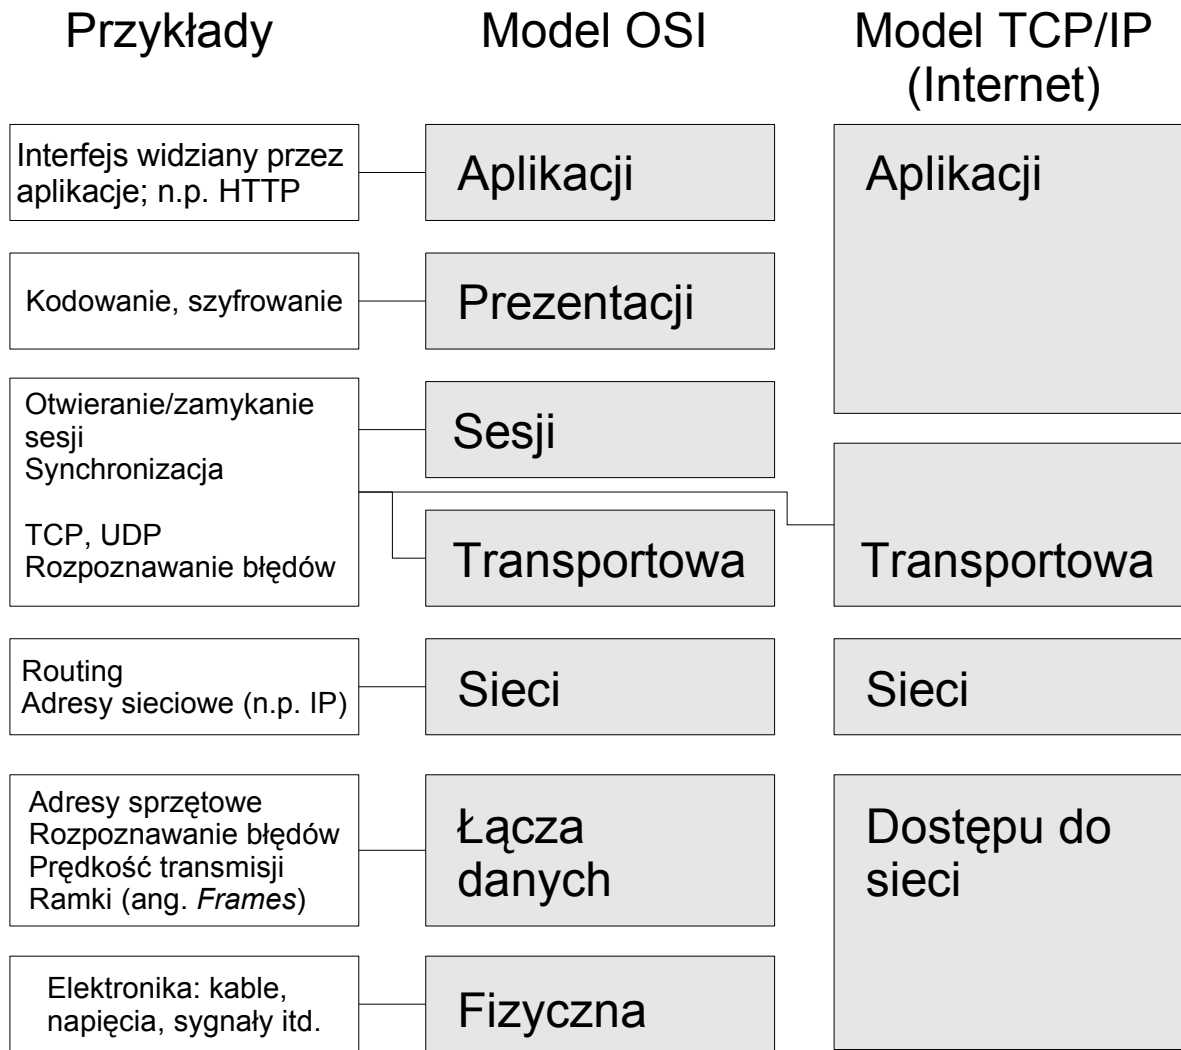 Przykłady
Model OSI
Model TCP/IP
(Internet)
Interfejs widziany przez
aplikacje; n.p. HTTP
Aplikacji
Aplikacji
Kodowanie, szyfrowanie
Prezentacji
Otwieranie/zamykanie
sesji
Synchronizacja
TCP, UDP
Rozpoznawanie błędów
Sesji
Transportowa
Transportowa
Routing
Adresy sieciowe (n.p. IP)
Sieci
Sieci
Adresy sprzętowe
Rozpoznawanie błędów
Prędkość transmisji
Ramki (ang. Frames)
Łącza
danych
Dostępu do
sieci
Elektronika: kable,
napięcia, sygnały itd.
Fizyczna